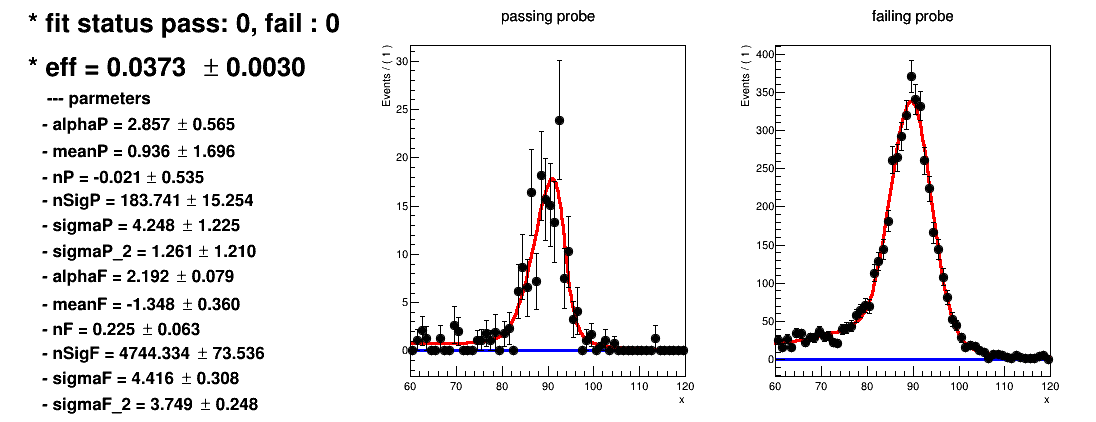 * fit status pass: 0, fail : 0
* eff = 0.0373 ± 0.0030
--- parmeters
- alphaP = 2.857 ± 0.565
- meanP = 0.936 ± 1.696
- nP = -0.021 ± 0.535
- nSigP = 183.741 ± 15.254
- sigmaP = 4.248 ± 1.225
- sigmaP_2 = 1.261 ± 1.210
- alphaF = 2.192 ± 0.079
- meanF = -1.348 ± 0.360
- nF = 0.225 ± 0.063
- nSigF = 4744.334 ± 73.536
- sigmaF = 4.416 ± 0.308
- sigmaF_2 = 3.749 ± 0.248
passing probe
Events / ( 1 )
30
25
20
15
10
5
0
60 70 80 90 100 110 120
x
failing probe
Events / ( 1 )
400
350
300
250
200
150
100
50
0
60 70 80 90 100 110 120
x